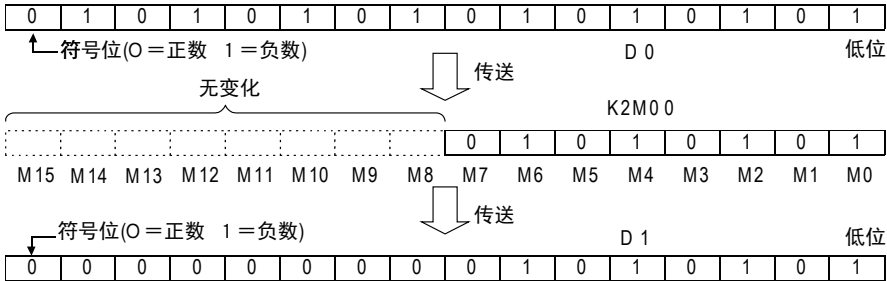 0 1 0 1 0 1 0 1 0 1 0 1 0 1 0 1
符号位(O＝正数 1＝负数) D 0 低位
传送
无变化
K2M0 0
0 1 0 1 0 1 0 1
M15 M14 M13 M12 M11 M10 M9 M8 M7 M6 M5 M4 M3 M2 M1 M0
传送
符号位(O＝正数 1＝负数) D 1 低位
0 0 0 0 0 0 0 0 0 1 0 1 0 1 0 1